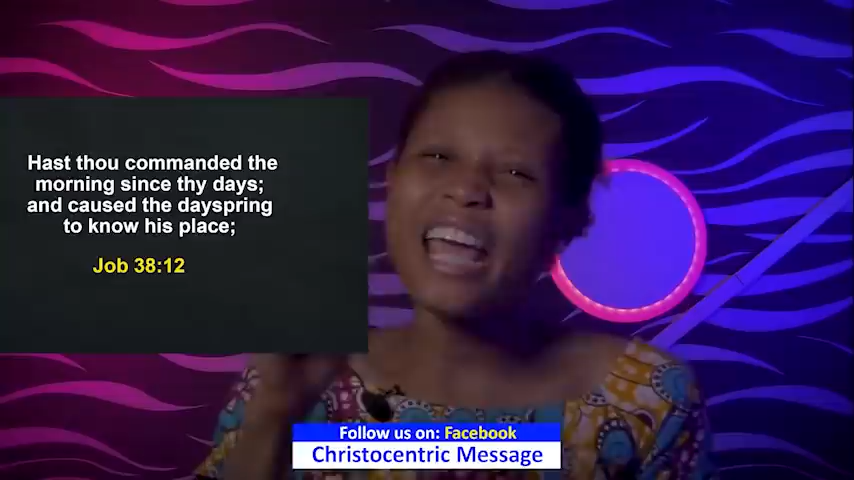 Hast thou commanded the
morning since thy days;
and caused the dayspring
to know his place;
Job 38:12
Follow us on: Facebook
Christocentric Message